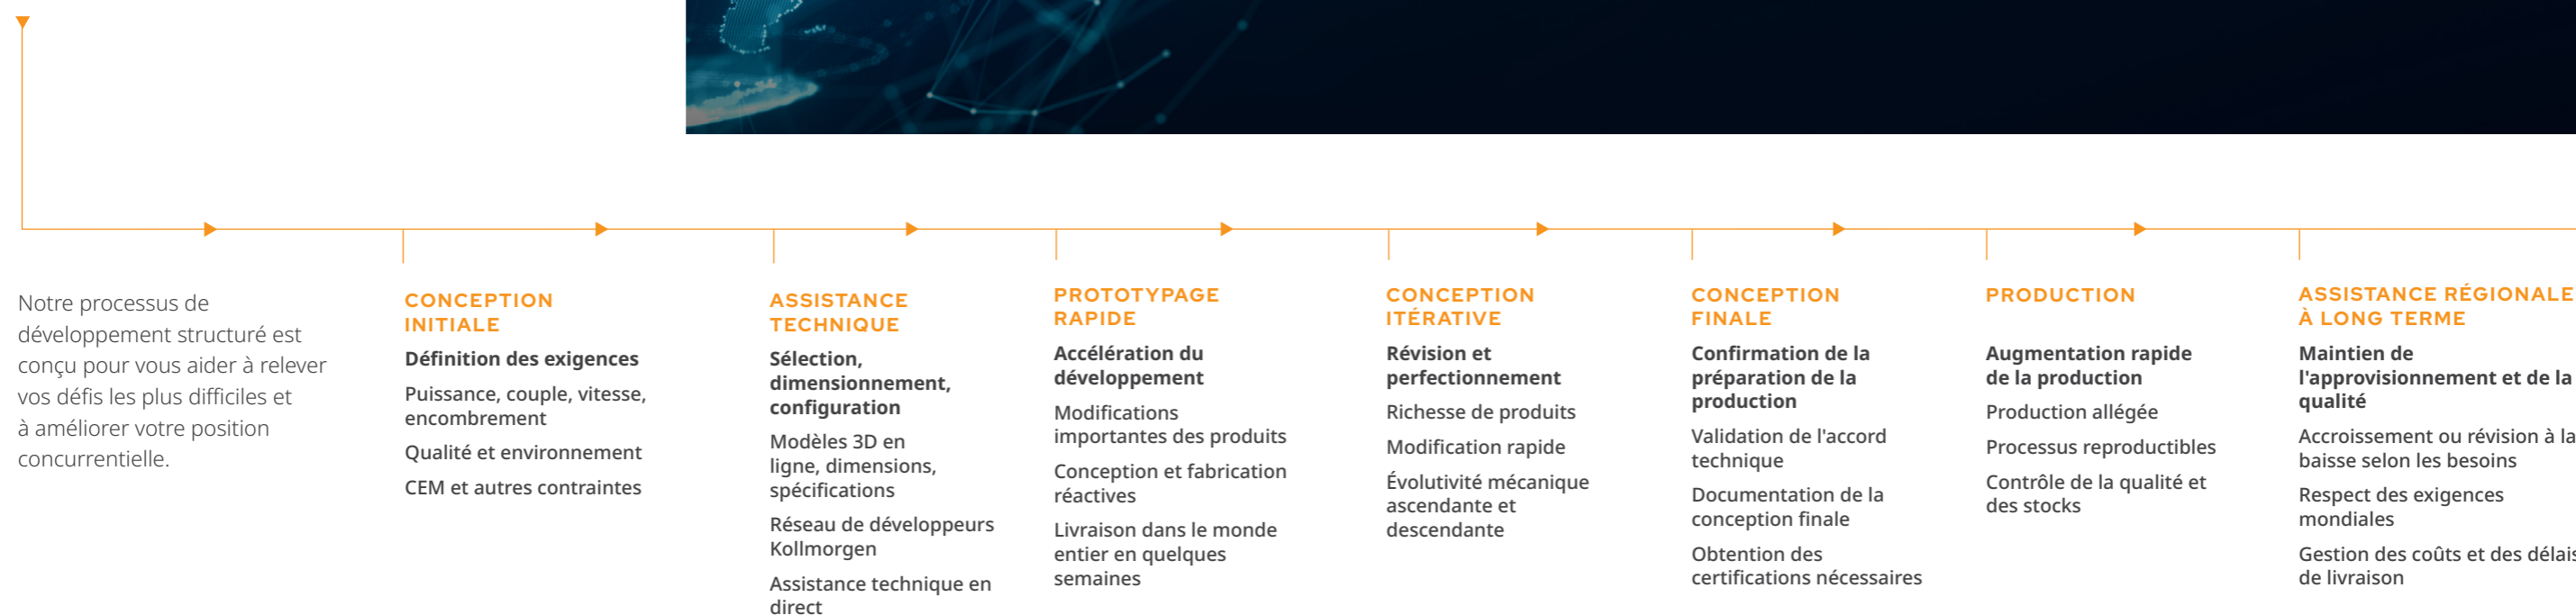 Notre processus de
développement structuré est
conçu pour vous aider à relever
vos défis les plus difficiles et
à améliorer votre position
concurrentielle.
CONCEPTION
INITIALE
Définition des exigences
Puissance, couple, vitesse,
encombrement
Qualité et environnement
CEM et autres contraintes
ASSISTANCE
TECHNIQUE
Sélection,
dimensionnement,
configuration
Modèles 3D en
ligne, dimensions,
spécifications
Réseau de développeurs
Kollmorgen
Assistance technique en
direct
PROTOTYPAGE
RAPIDE
Accélération du
développement
Modifications
importantes des produits
Conception et fabrication
réactives
Livraison dans le monde
entier en quelques
semaines
CONCEPTION
ITÉRATIVE
Révision et
perfectionnement
Richesse de produits
Modification rapide
Évolutivité mécanique
ascendante et
descendante
CONCEPTION
FINALE
Confirmation de la
préparation de la
production
Validation de l'accord
technique
Documentation de la
conception finale
Obtention des
certifications nécessaires
PRODUCTION
Augmentation rapide
de la production
Production allégée
Processus reproductibles
Contrôle de la qualité et
des stocks
ASSISTANCE RÉGIONALE
À LONG TERME
Maintien de
l'approvisionnement et de la
qualité
Accroissement ou révision à la
baisse selon les besoins
Respect des exigences
mondiales
Gestion des coûts et des délais
de livraison